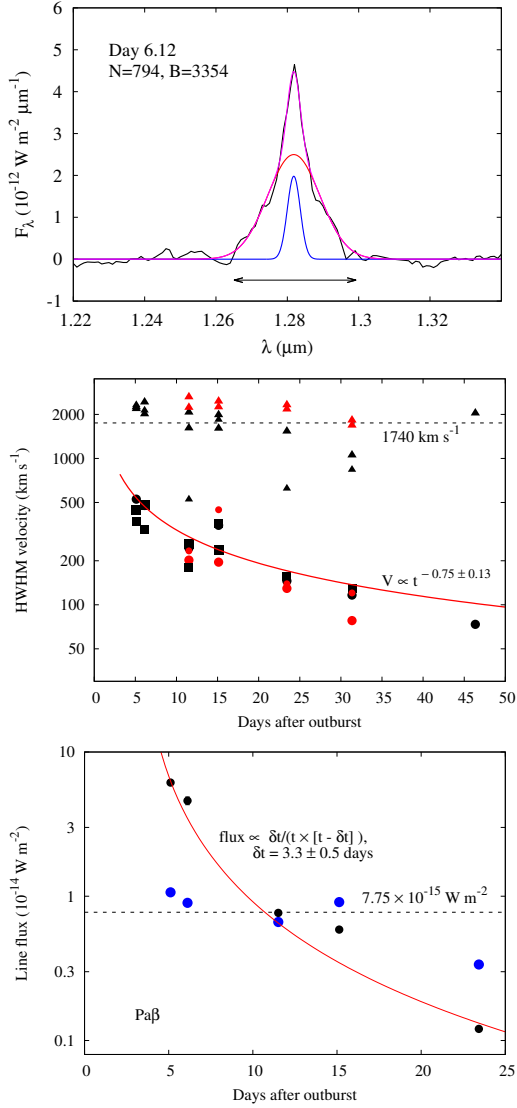 Day 6.12
N=794, B=3354
F_λ (10⁻¹² W m⁻² μm⁻¹)
6
5
4
3
2
1
0
-1
1.22 1.24 1.26 1.28 1.3 1.32
λ (μm)
HWHM velocity (km s⁻¹)
2000
1000
500
200
100
50
1740 km s⁻¹
V ∝ t^(− 0.75 ± 0.13)
0 5 10 15 20 25 30 35 40 45 50
Days after outburst
Line flux (10⁻¹⁴ W m⁻²)
10
3
1
0.3
0.1
flux ∝ δt/(t × [t - δt] ),
δt = 3.3 ± 0.5 days
7.75 × 10⁻¹⁵ W m⁻²
Paβ
0 5 10 15 20 25
Days after outburst